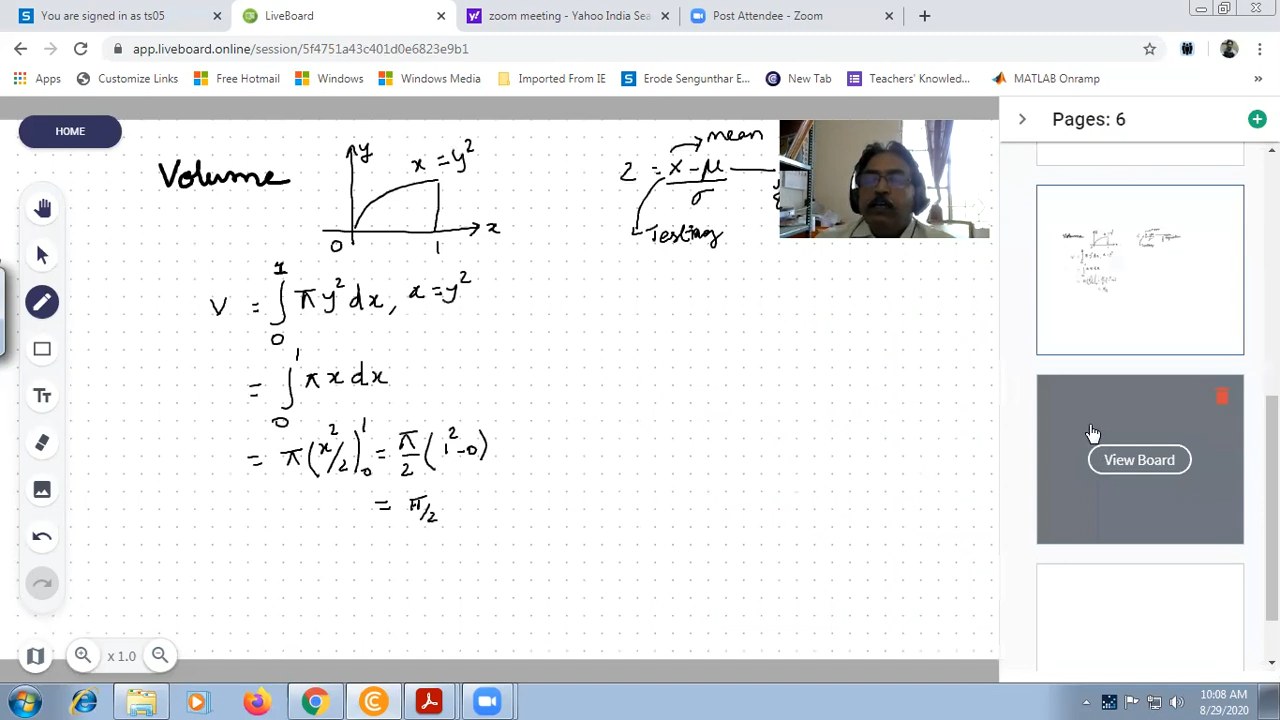 You are signed in as ts05
LiveBoard
zoom meeting - Yahoo India Sea
Post Attendee - Zoom
app.liveboard.online/session/5f4751a43c401d0e6823e9b1
Apps
Customize Links
Free Hotmail
Windows
Windows Media
Imported From IE
Erode Sengunthar E...
New Tab
Teachers' Knowled...
MATLAB Onramp
»
HOME
Pages: 6
Volume
y
x = y²
0
1
x
mean
Z = x - μ
σ
Testing
V = ∫₀¹ π y² dx, x = y²
= ∫₀¹ π x dx
= π (x²/2)₀¹ = π/2 (1² - 0)
= π/2
View Board
Tт
x 1.0
10:08 AM
8/29/2020